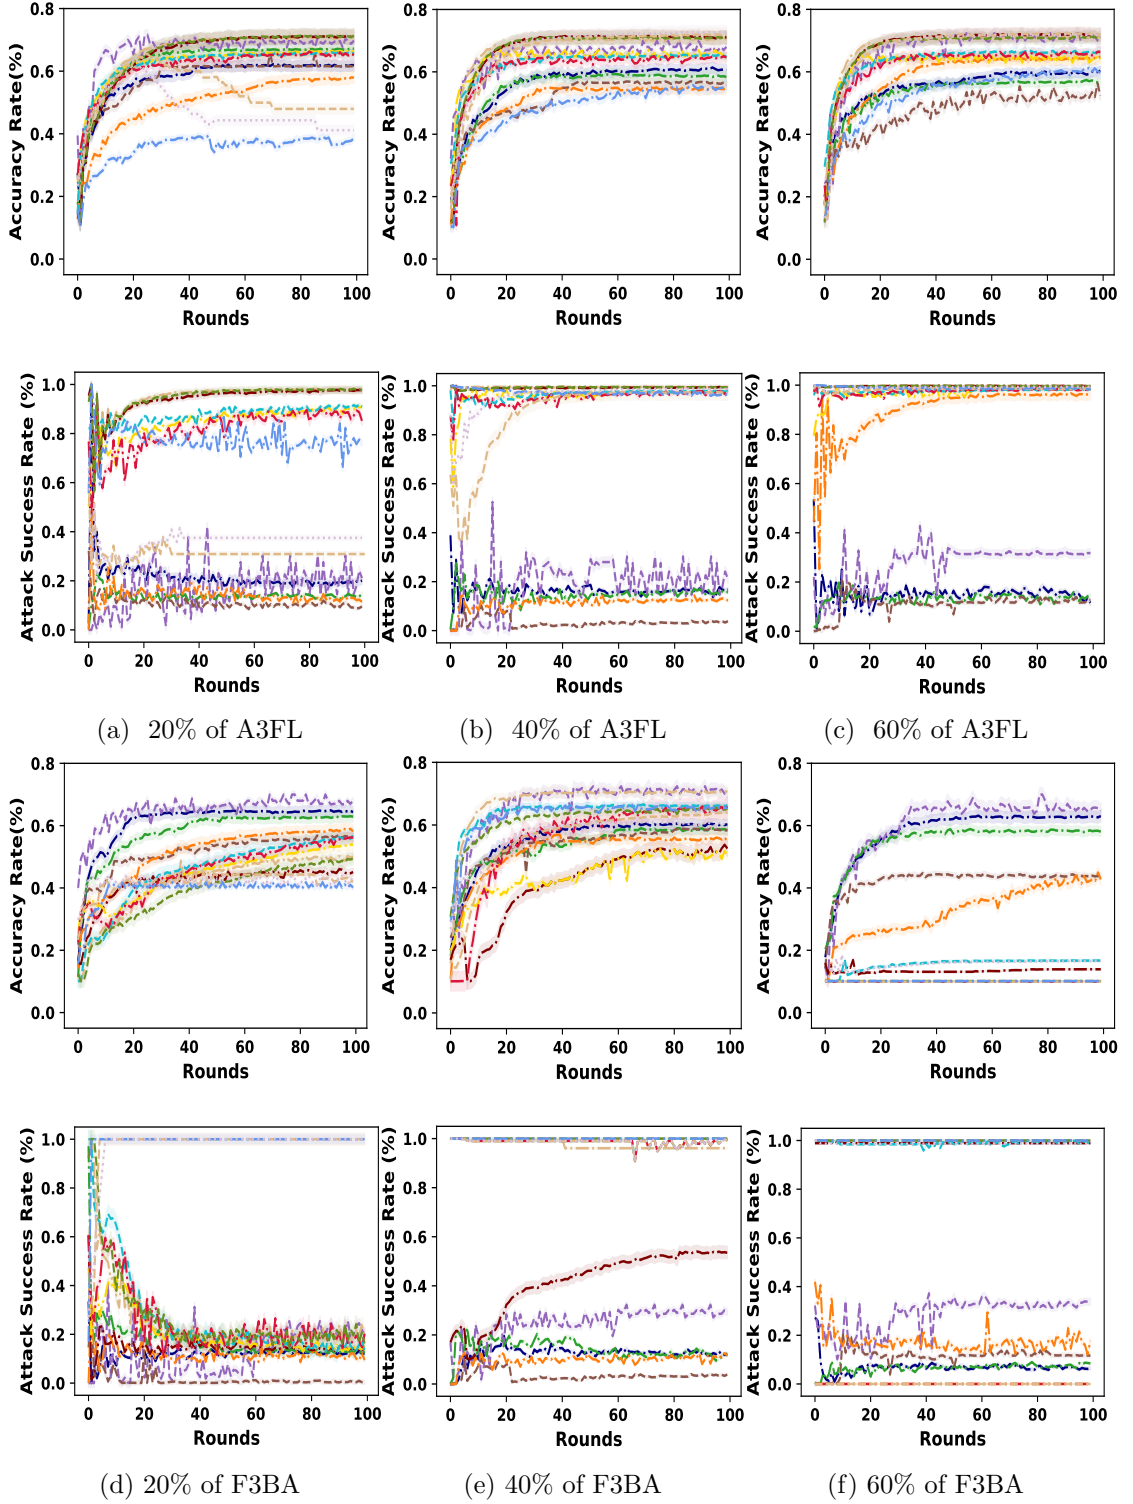 0.8
0.6
0.4
0.2
0.0
Accuracy Rate(%)
0 20 40 60 80 100
Rounds
0.8
0.6
0.4
0.2
0.0
Accuracy Rate(%)
0 20 40 60 80 100
Rounds
0.8
0.6
0.4
0.2
0.0
Accuracy Rate(%)
0 20 40 60 80 100
Rounds
1.0
0.8
0.6
0.4
0.2
0.0
Attack Success Rate (%)
0 20 40 60 80 100
Rounds
1.0
0.8
0.6
0.4
0.2
0.0
Attack Success Rate (%)
0 20 40 60 80 100
Rounds
1.0
0.8
0.6
0.4
0.2
0.0
Attack Success Rate (%)
0 20 40 60 80 100
Rounds
(a) 20% of A3FL
(b) 40% of A3FL
(c) 60% of A3FL
0.8
0.6
0.4
0.2
0.0
Accuracy Rate(%)
0 20 40 60 80 100
Rounds
0.8
0.6
0.4
0.2
0.0
Accuracy Rate(%)
0 20 40 60 80 100
Rounds
0.8
0.6
0.4
0.2
0.0
Accuracy Rate(%)
0 20 40 60 80 100
Rounds
1.0
0.8
0.6
0.4
0.2
0.0
Attack Success Rate (%)
0 20 40 60 80 100
Rounds
1.0
0.8
0.6
0.4
0.2
0.0
Attack Success Rate (%)
0 20 40 60 80 100
Rounds
1.0
0.8
0.6
0.4
0.2
0.0
Attack Success Rate (%)
0 20 40 60 80 100
Rounds
(d) 20% of F3BA
(e) 40% of F3BA
(f) 60% of F3BA